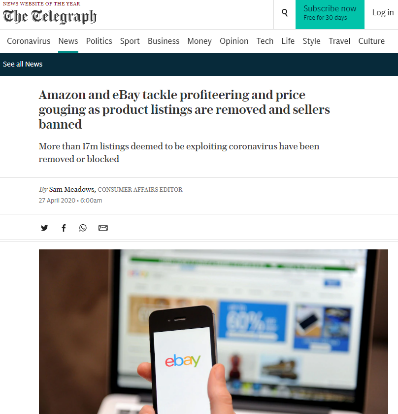 NEWS WEBSITE OF THE YEAR
The Telegraph
Subscribe now
Free for 30 days
Log in
Coronavirus News Politics Sport Business Money Opinion Tech Life Style Travel Culture
See all News
Amazon and eBay tackle profiteering and price
gouging as product listings are removed and sellers
banned
More than 17m listings deemed to be exploiting coronavirus have been
removed or blocked
By Sam Meadows, CONSUMER AFFAIRS EDITOR
27 April 2020 • 6:00am
ebay